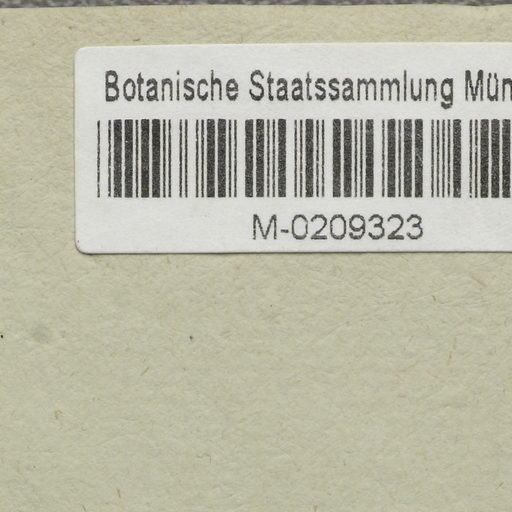 Botanische Staatssammlung Mün
M-0209323